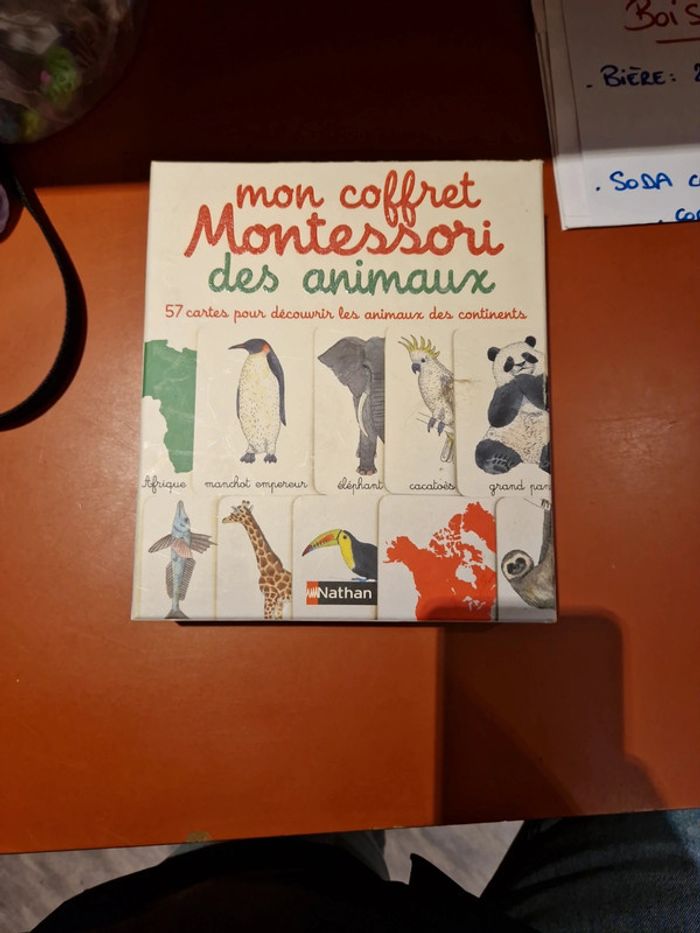 mon coffret
Montessori
des animaux
57 cartes pour découvrir les animaux des continents
Afrique
manchot empereur
éléphant
cacatoès
grand pan
Nathan
- BIÈRE:
. SODA